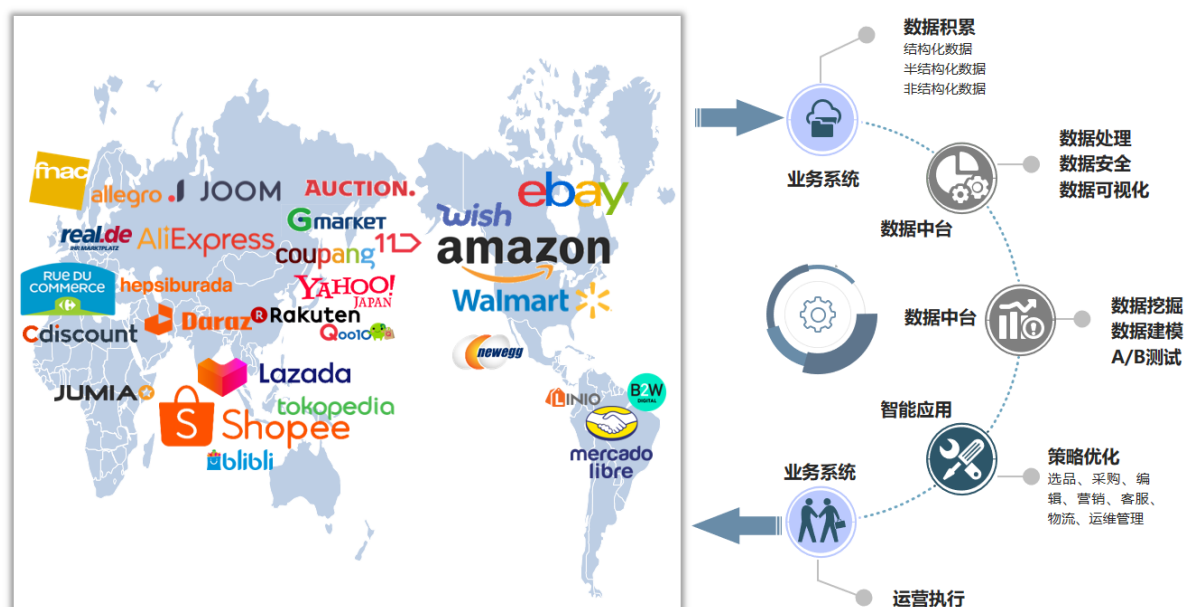 fnac
allegro
JOOM
AUCTION.
Gmarket
real.de
IHR MARKTPLATZ
AliExpress
coupang
11
RUE DU
COMMERCE
hepsiburada
YAHOO!
JAPAN
Cdiscount
Daraz
R
Rakuten
Qoo10
JUMIA
Lazada
tokopedia
S
Shopee
blibli
ebay
wish
amazon
Walmart
newegg
LINIO
B2W
DIGITAL
mercado
libre
数据积累
结构化数据
半结构化数据
非结构化数据
业务系统
数据处理
数据安全
数据可视化
数据中台
数据中台
数据挖掘
数据建模
A/B测试
智能应用
策略优化
选品、采购、编
辑、营销、客服、
物流、运维管理
业务系统
运营执行